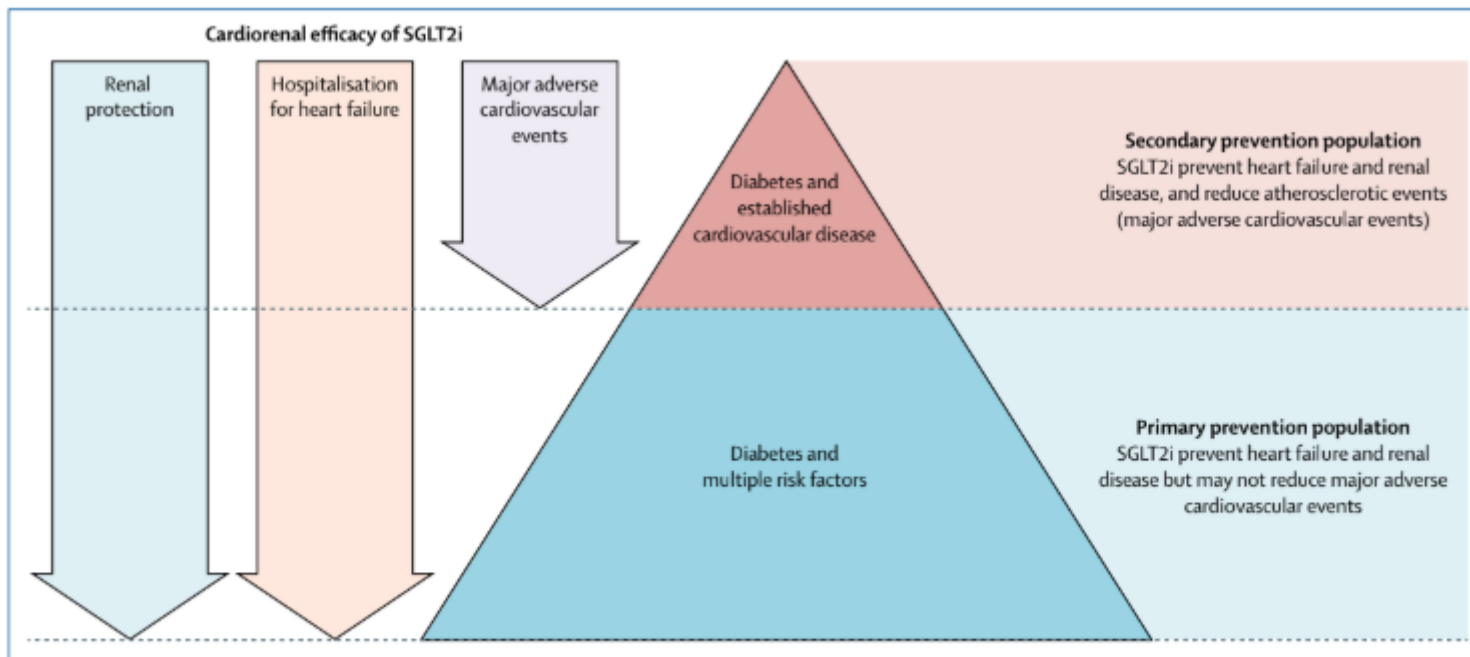 Cardiorenal efficacy of SGLT2i
Renal
protection
Hospitalisation
for heart failure
Major adverse
cardiovascular
events
Diabetes and
established
cardiovascular disease
Secondary prevention population
SGLT2i prevent heart failure and renal
disease, and reduce atherosclerotic events
(major adverse cardiovascular events)
Diabetes and
multiple risk factors
Primary prevention population
SGLT2i prevent heart failure and renal
disease but may not reduce major adverse
cardiovascular events